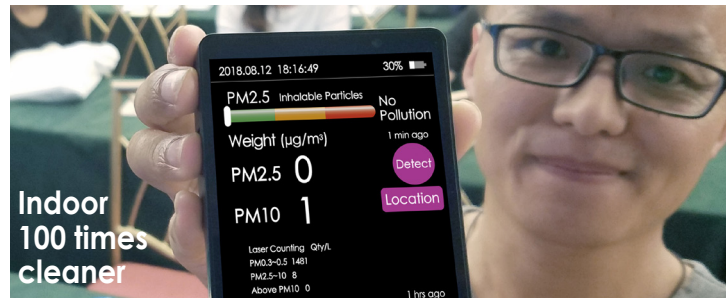 2018.08.12 18:16:49 30%
PM2.5 Inhalable Particles
No
Pollution
Weight (μg/m³)
1 min ago
PM2.5 0
Detect
PM10 1
Location
Laser Counting Qty/L
PM0.3~0.5 1481
PM2.5~10 8
Above PM10 0
1 hrs ago
Indoor
100 times
cleaner